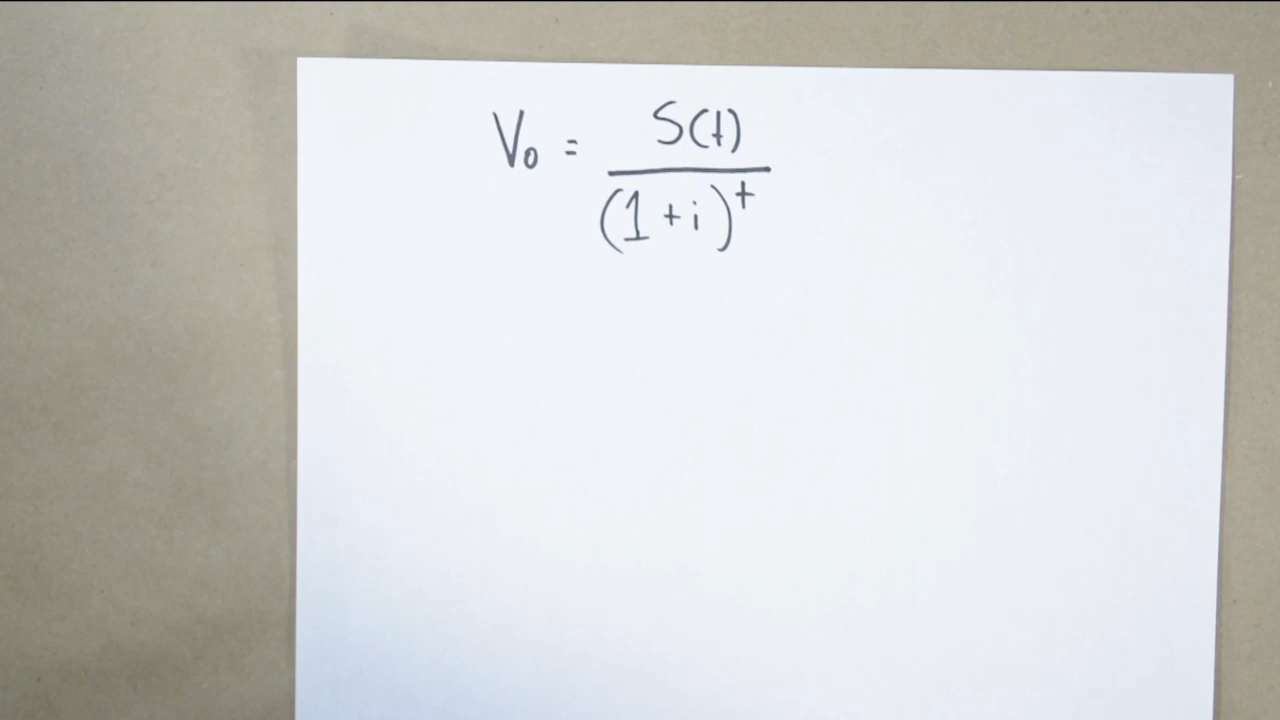 V₀ = S(t)
(1 + i)^t